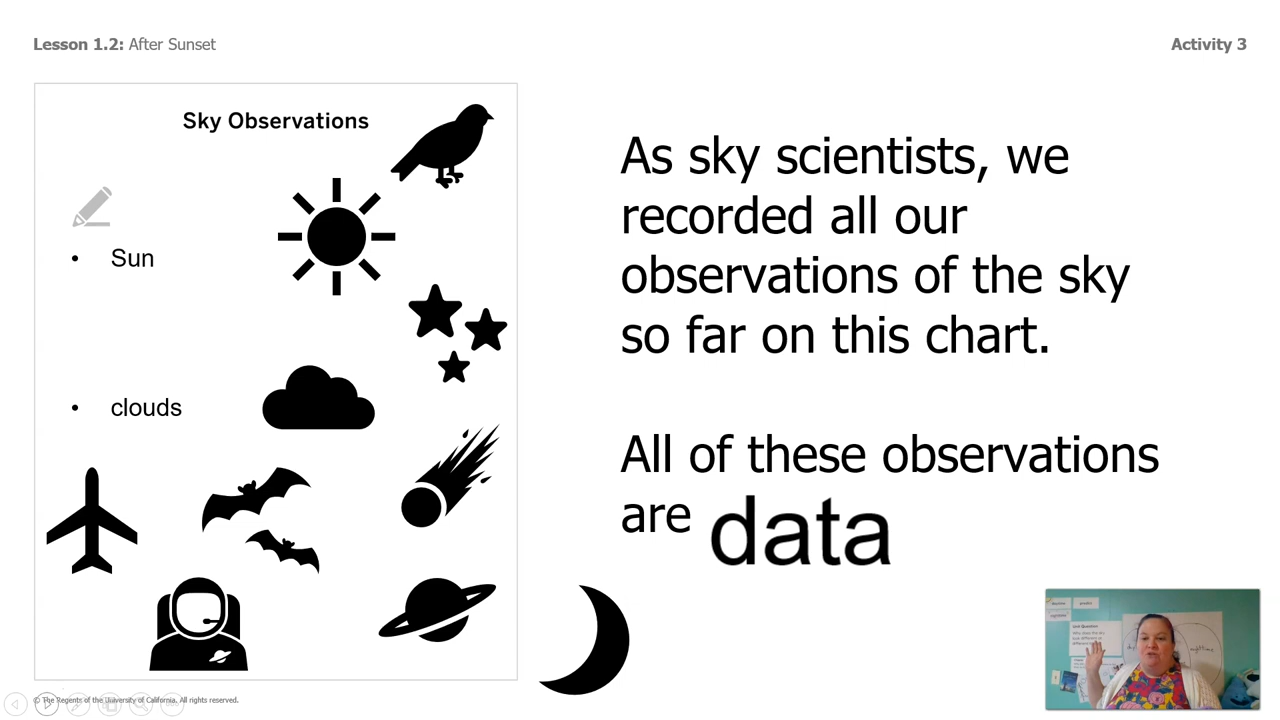 Lesson 1.2: After Sunset
Activity 3
Sky Observations
• Sun
• clouds
As sky scientists, we
recorded all our
observations of the sky
so far on this chart.
All of these observations
are data
© The Regents of the University of California. All rights reserved.
Unit Question